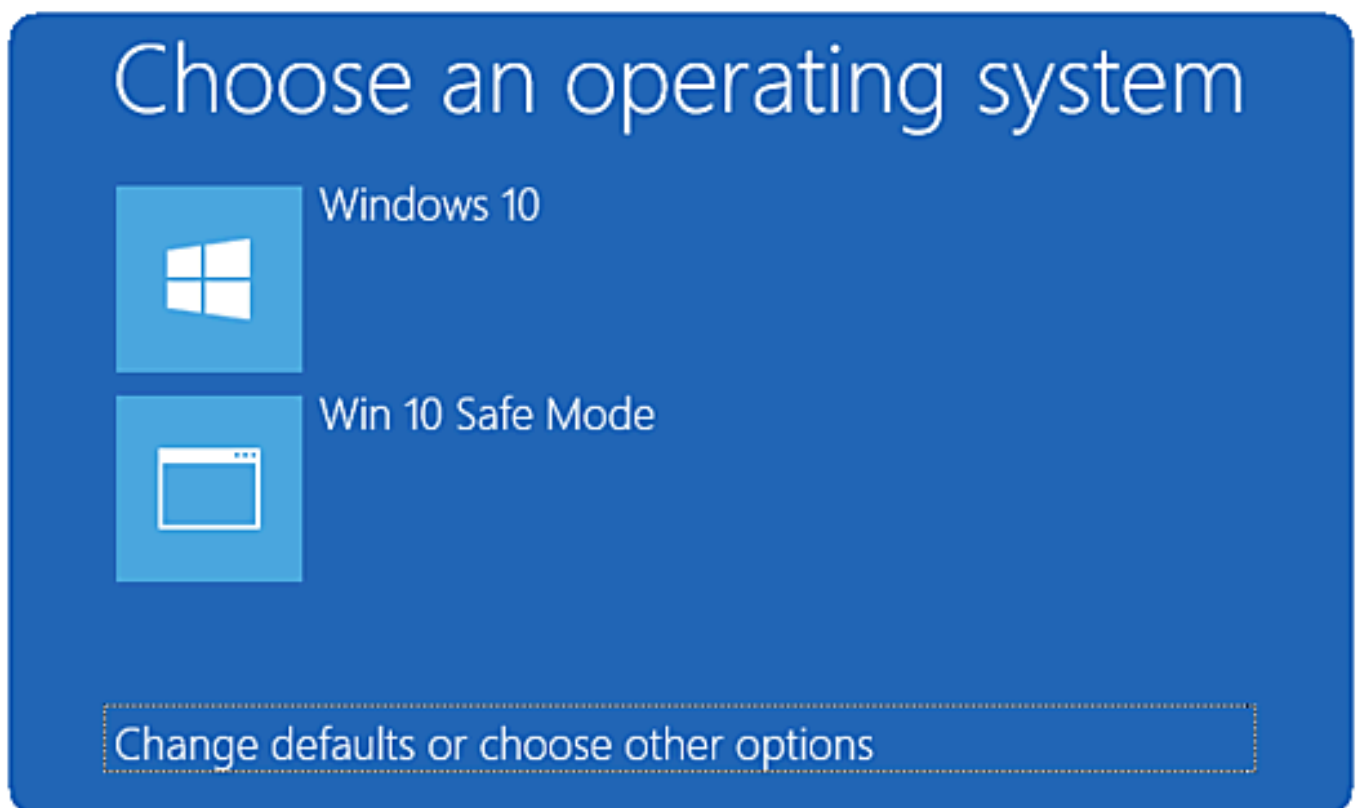 Choose an operating system
Windows 10
Win 10 Safe Mode
Change defaults or choose other options